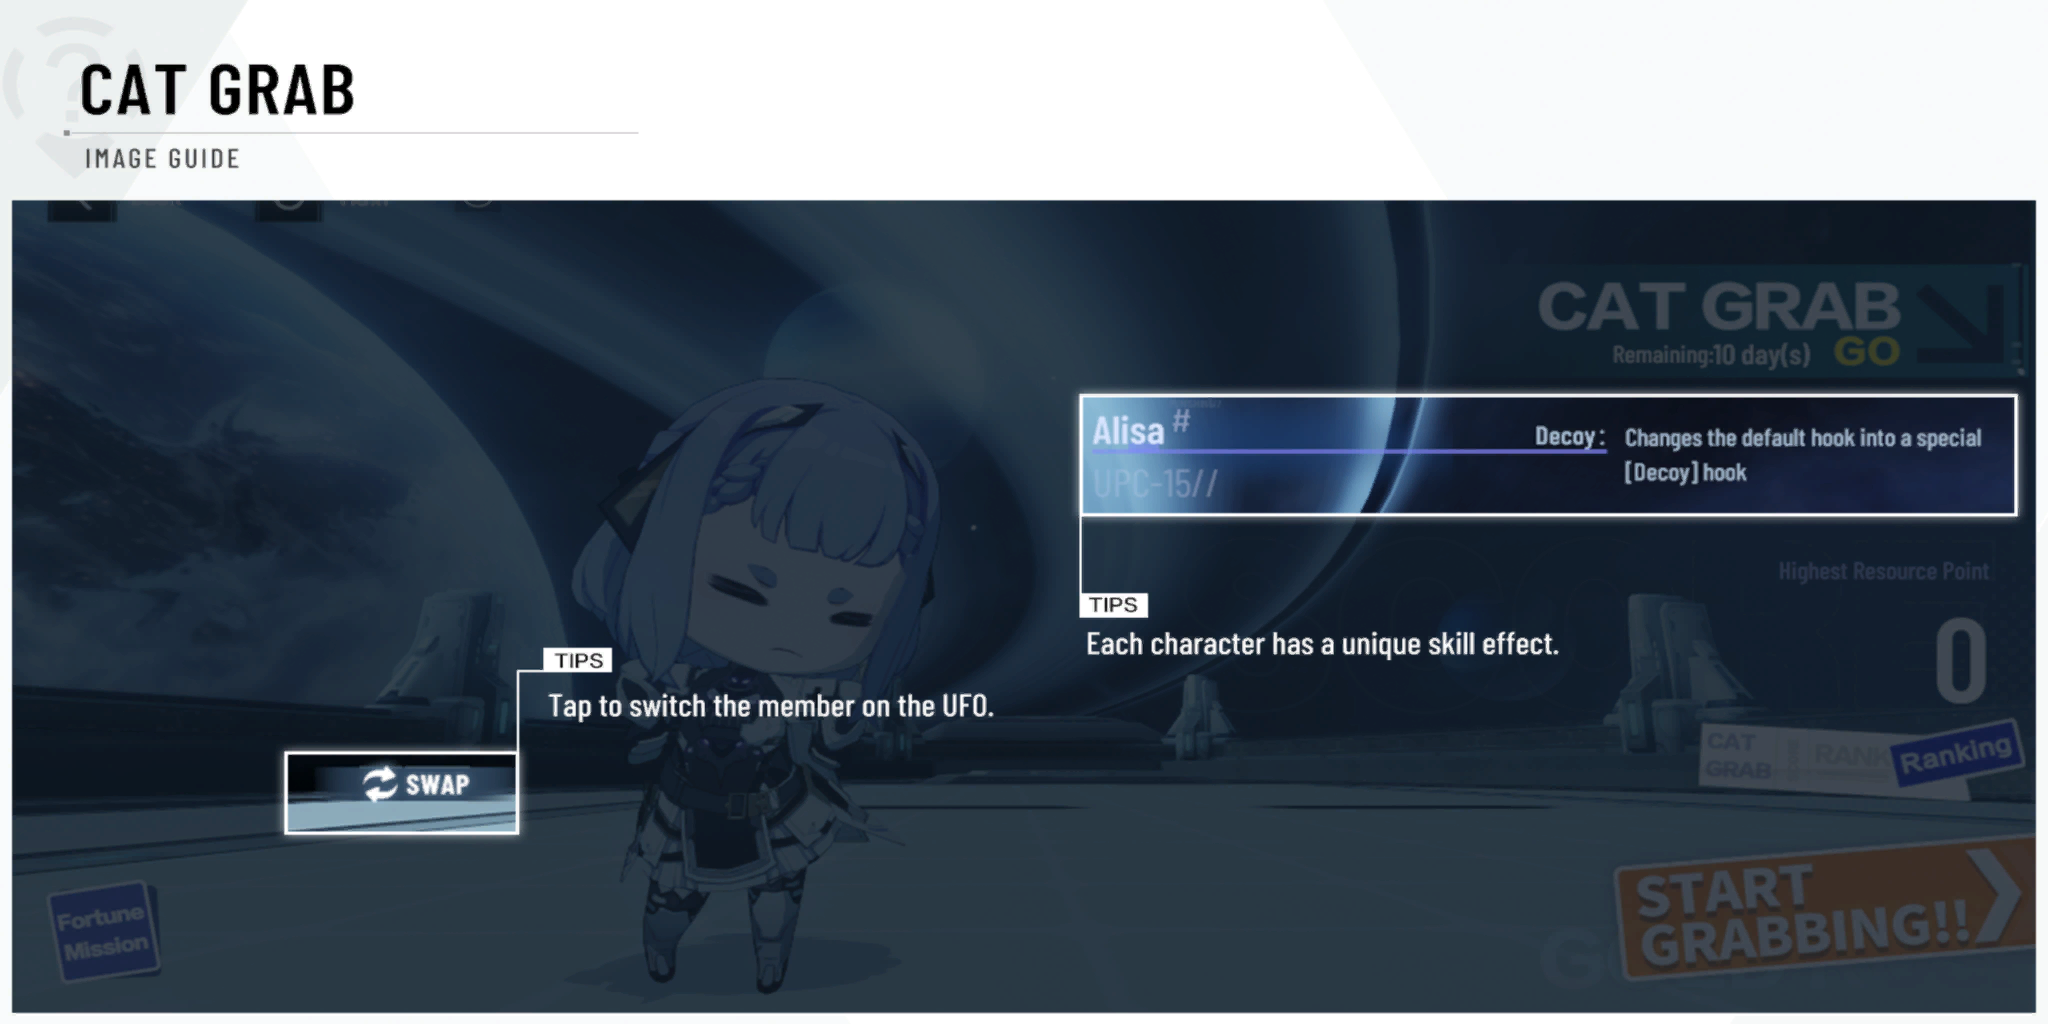 CAT GRAB
IMAGE GUIDE
CAT GRAB
Remaining:10 day(s) GO
Alisa #
UPC-15//
Decoy: Changes the default hook into a special
[Decoy] hook
Highest Resource Point
0
TIPS
Each character has a unique skill effect.
TIPS
Tap to switch the member on the UFO.
SWAP
CAT
GRAB
RANK
Ranking
Fortune
Mission
START
GRABBING!!